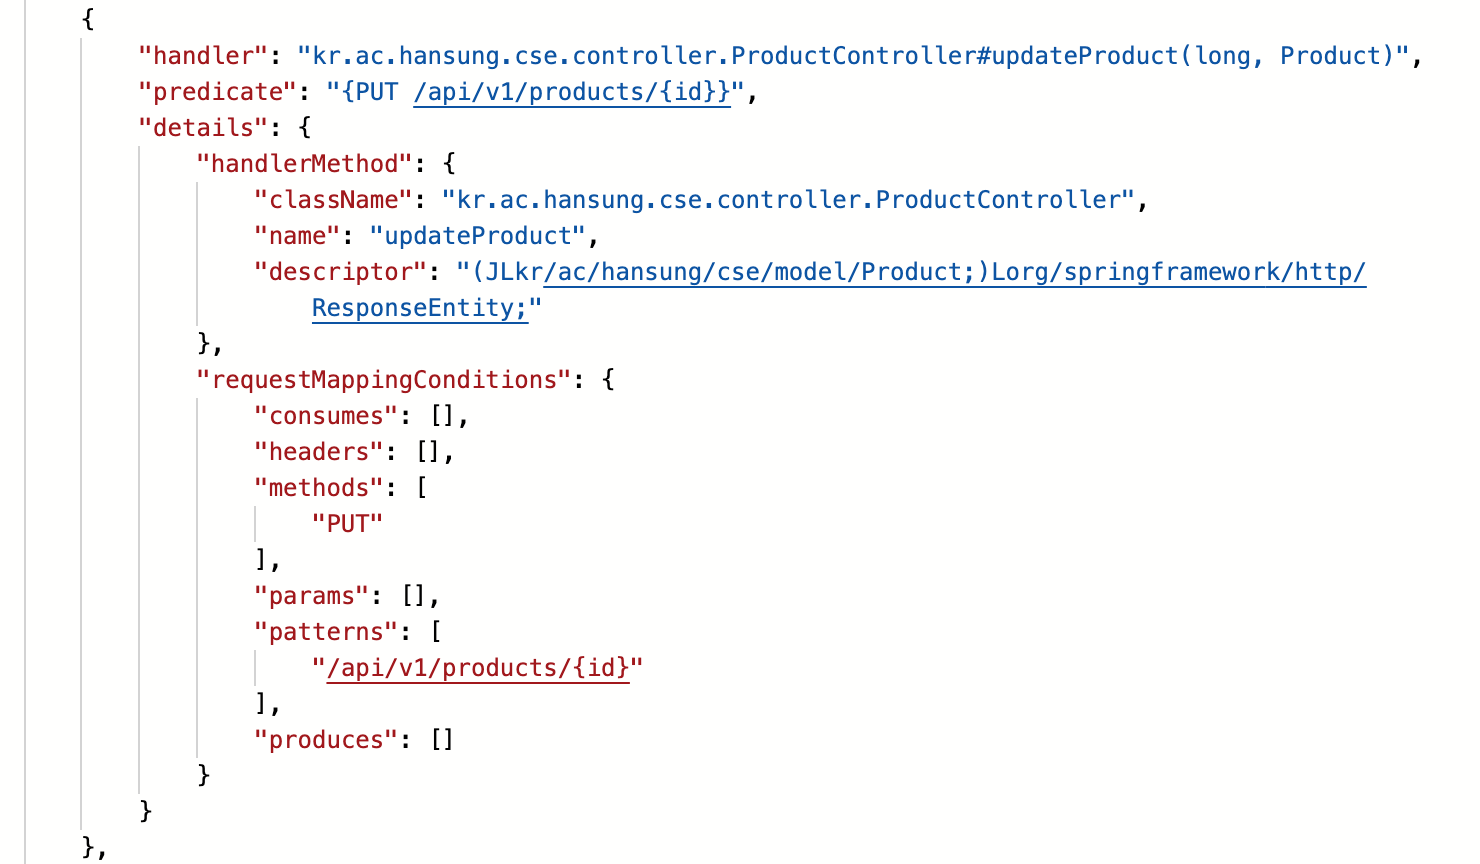 {
"handler": "kr.ac.hansung.cse.controller.ProductController#updateProduct(long, Product)",
"predicate": "{PUT /api/v1/products/{id}}",
"details": {
"handlerMethod": {
"className": "kr.ac.hansung.cse.controller.ProductController",
"name": "updateProduct",
"descriptor": "(JLkr/ac/hansung/cse/model/Product;)Lorg/springframework/http/
ResponseEntity;"
},
"requestMappingConditions": {
"consumes": [],
"headers": [],
"methods": [
"PUT"
],
"params": [],
"patterns": [
"/api/v1/products/{id}"
],
"produces": []
}
}
},